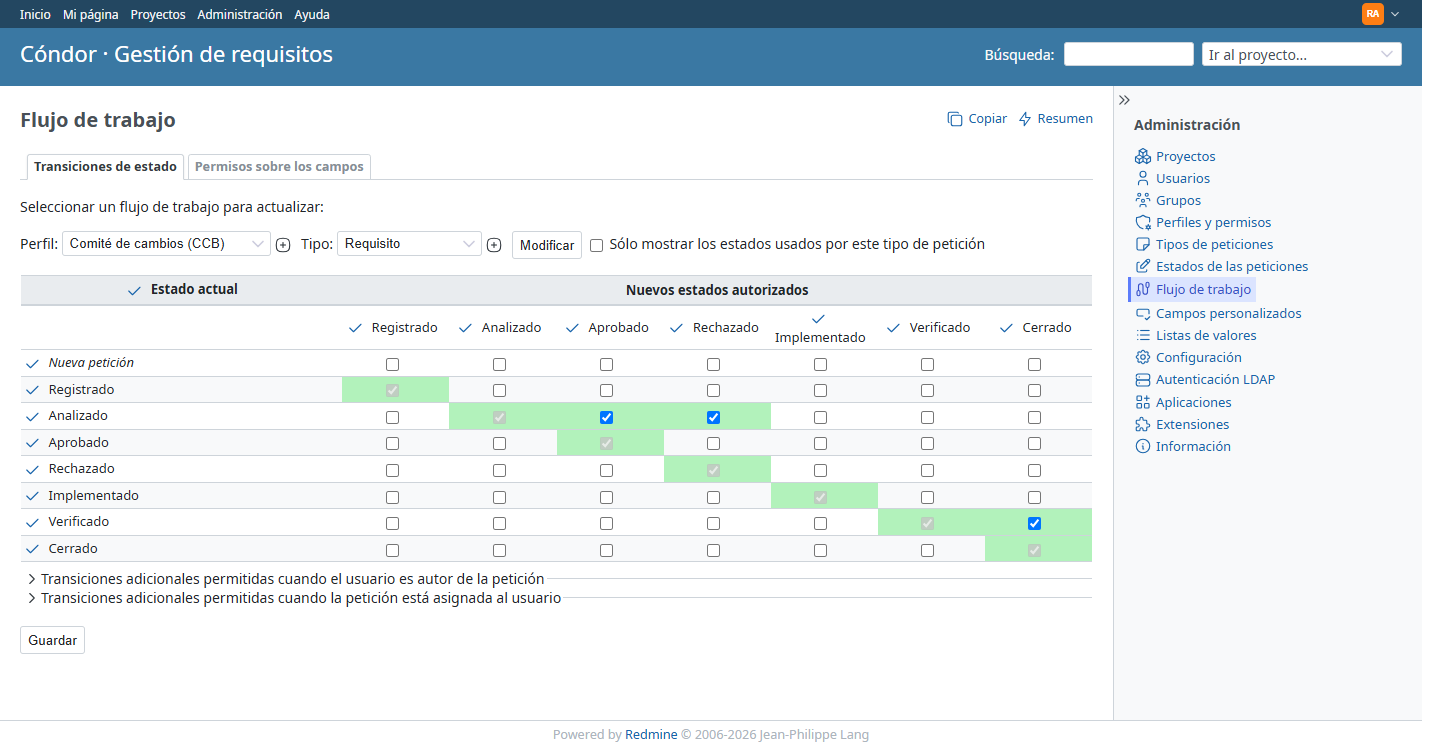 Inicio Mi página Proyectos Administración Ayuda RA
Cóndor · Gestión de requisitos Búsqueda: Ir al proyecto...
Flujo de trabajo Copiar Resumen
Transiciones de estado Permisos sobre los campos
Seleccionar un flujo de trabajo para actualizar:
Perfil: Comité de cambios (CCB) Tipo: Requisito Modificar Sólo mostrar los estados usados por este tipo de petición
Estado actual Nuevos estados autorizados
Registrado Analizado Aprobado Rechazado Implementado Verificado Cerrado
Nueva petición
Registrado
Analizado
Aprobado
Rechazado
Implementado
Verificado
Cerrado
Transiciones adicionales permitidas cuando el usuario es autor de la petición
Transiciones adicionales permitidas cuando la petición está asignada al usuario
Guardar
Administración
Proyectos
Usuarios
Grupos
Perfiles y permisos
Tipos de peticiones
Estados de las peticiones
Flujo de trabajo
Campos personalizados
Listas de valores
Configuración
Autenticación LDAP
Aplicaciones
Extensiones
Información
Powered by Redmine © 2006-2026 Jean-Philippe Lang